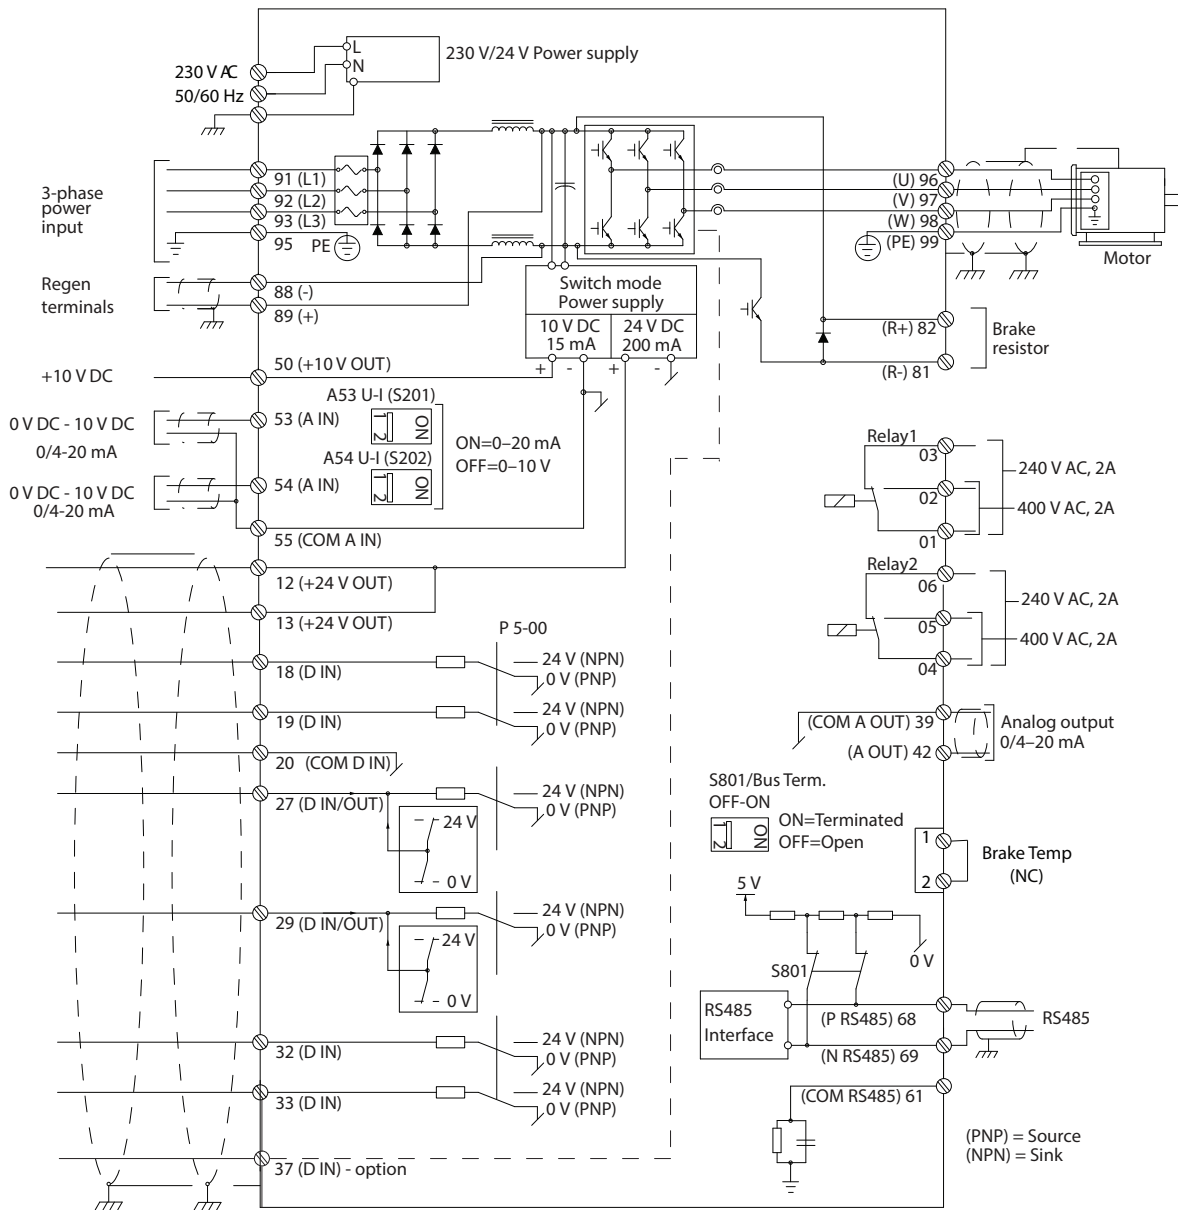 230 V AC
50/60 Hz
L
N
230 V/24 V Power supply
3-phase
power
input
91 (L1)
92 (L2)
93 (L3)
95
PE
Regen
terminals
88 (-)
89 (+)
Switch mode
Power supply
10 V DC
15 mA
24 V DC
200 mA
+
-
+
-
(U) 96
(V) 97
(W) 98
(PE) 99
Motor
(R+) 82
(R-) 81
Brake
resistor
+10 V DC
50 (+10 V OUT)
0 V DC - 10 V DC
0/4-20 mA
53 (A IN)
A53 U-I (S201)
1 2
ON
ON=0–20 mA
OFF=0–10 V
0 V DC - 10 V DC
0/4-20 mA
54 (A IN)
A54 U-I (S202)
1 2
ON
55 (COM A IN)
12 (+24 V OUT)
13 (+24 V OUT)
P 5-00
18 (D IN)
24 V (NPN)
0 V (PNP)
19 (D IN)
24 V (NPN)
0 V (PNP)
20 (COM D IN)
27 (D IN/OUT)
24 V (NPN)
0 V (PNP)
24 V
0 V
29 (D IN/OUT)
24 V (NPN)
0 V (PNP)
24 V
0 V
32 (D IN)
24 V (NPN)
0 V (PNP)
33 (D IN)
24 V (NPN)
0 V (PNP)
37 (D IN) - option
Relay1
03
02
01
240 V AC, 2A
400 V AC, 2A
Relay2
06
05
04
240 V AC, 2A
400 V AC, 2A
(COM A OUT) 39
(A OUT) 42
Analog output
0/4–20 mA
S801/Bus Term.
OFF-ON
1 2
ON
ON=Terminated
OFF=Open
1
2
Brake Temp
(NC)
5 V
S801
0 V
RS485
Interface
(P RS485) 68
(N RS485) 69
RS485
(COM RS485) 61
(PNP) = Source
(NPN) = Sink